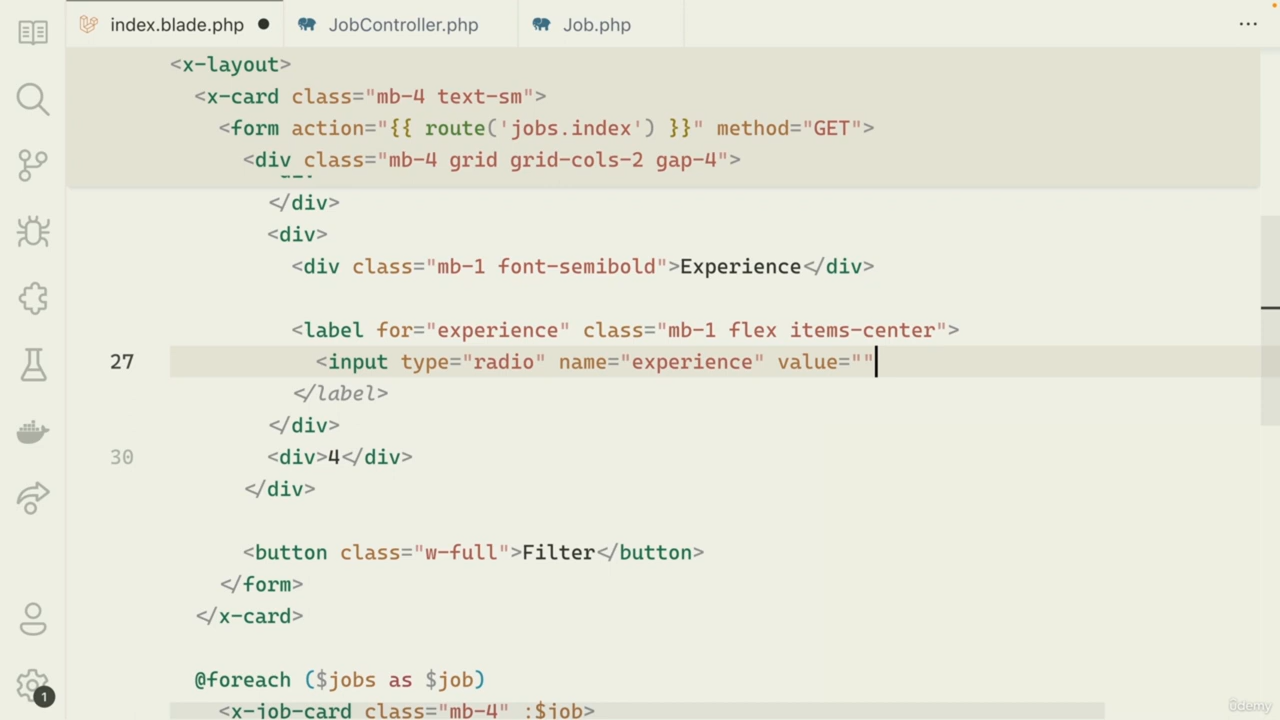 index.blade.php
JobController.php
Job.php
<x-layout>
<x-card class="mb-4 text-sm">
<form action="{{ route('jobs.index') }}" method="GET">
<div class="mb-4 grid grid-cols-2 gap-4">
</div>
<div>
<div class="mb-1 font-semibold">Experience</div>
<label for="experience" class="mb-1 flex items-center">
27 <input type="radio" name="experience" value=""
</label>
</div>
30 <div>4</div>
</div>
<button class="w-full">Filter</button>
</form>
</x-card>
@foreach ($jobs as $job)
<x-job-card class="mb-4" :$job>
1
ûdemy